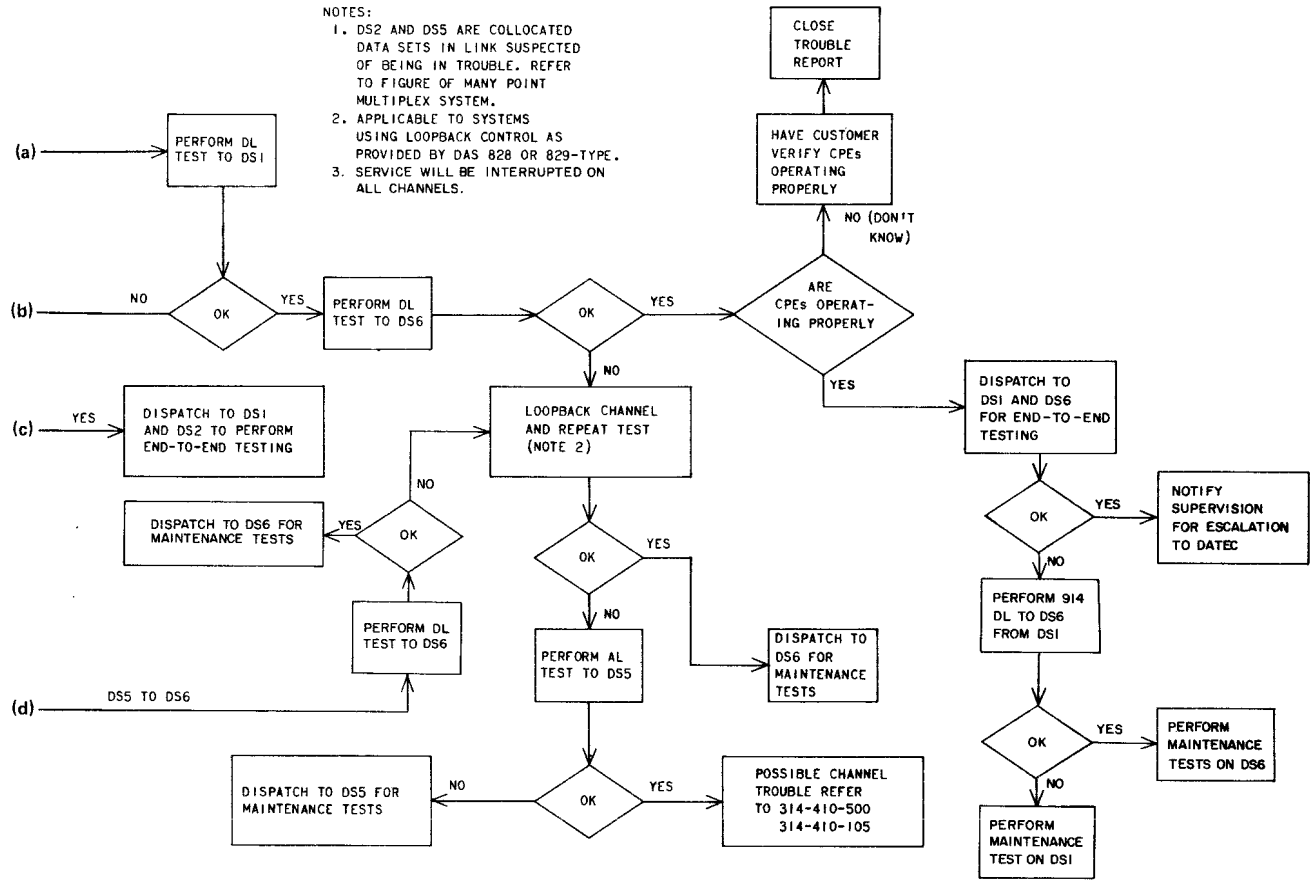 NOTES:
1. DS2 AND DS5 ARE COLLOCATED
DATA SETS IN LINK SUSPECTED
OF BEING IN TROUBLE. REFER
TO FIGURE OF MANY POINT
MULTIPLEX SYSTEM.
2. APPLICABLE TO SYSTEMS
USING LOOPBACK CONTROL AS
PROVIDED BY DAS 828 OR 829-TYPE.
3. SERVICE WILL BE INTERRUPTED ON
ALL CHANNELS.
CLOSE
TROUBLE
REPORT
HAVE CUSTOMER
VERIFY CPEs
OPERATING
PROPERLY
NO (DON'T
KNOW)
(a)
PERFORM DL
TEST TO DS1
(b)
NO
OK
YES
PERFORM DL
TEST TO DS6
OK
YES
ARE
CPEs OPERAT-
ING PROPERLY
NO
YES
(c)
YES
DISPATCH TO DS1
AND DS2 TO PERFORM
END-TO-END TESTING
LOOPBACK CHANNEL
AND REPEAT TEST
(NOTE 2)
DISPATCH TO
DS1 AND DS6
FOR END-TO-END
TESTING
NO
DISPATCH TO DS6 FOR
MAINTENANCE TESTS
YES
OK
OK
YES
OK
YES
NOTIFY
SUPERVISION
FOR ESCALATION
TO DATEC
NO
NO
PERFORM DL
TEST TO DS6
PERFORM AL
TEST TO DS5
DISPATCH TO
DS6 FOR
MAINTENANCE
TESTS
PERFORM 914
DL TO DS6
FROM DS1
(d)
DS5 TO DS6
OK
YES
PERFORM
MAINTENANCE
TESTS ON DS6
NO
DISPATCH TO DS5 FOR
MAINTENANCE TESTS
NO
OK
YES
POSSIBLE CHANNEL
TROUBLE REFER
TO 314-410-500
314-410-105
PERFORM
MAINTENANCE
TEST ON DS1